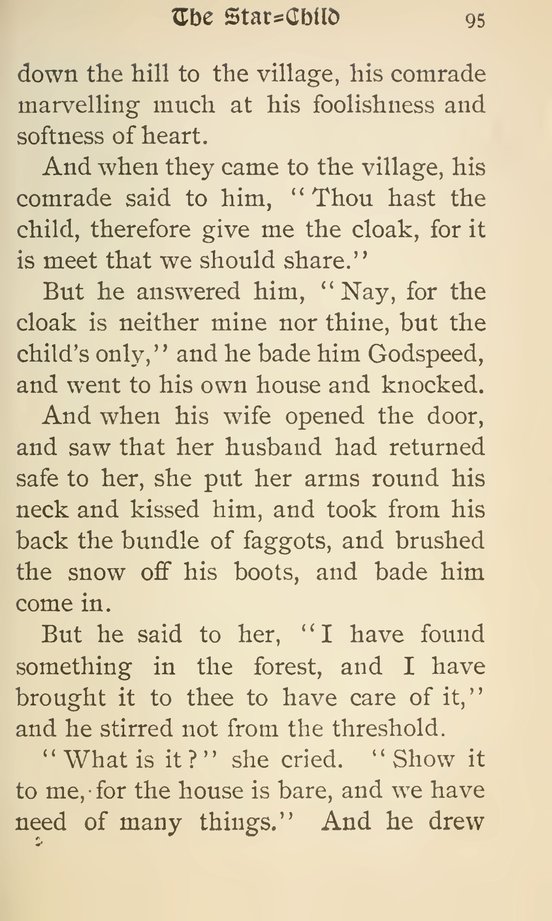 The Star=Child 95
down the hill to the village, his comrade
marvelling much at his foolishness and
softness of heart.
And when they came to the village, his
comrade said to him, "Thou hast the
child, therefore give me the cloak, for it
is meet that we should share."
But he answered him, "Nay, for the
cloak is neither mine nor thine, but the
child's only," and he bade him Godspeed,
and went to his own house and knocked.
And when his wife opened the door,
and saw that her husband had returned
safe to her, she put her arms round his
neck and kissed him, and took from his
back the bundle of faggots, and brushed
the snow off his boots, and bade him
come in.
But he said to her, "I have found
something in the forest, and I have
brought it to thee to have care of it,"
and he stirred not from the threshold.
"What is it?" she cried. "Show it
to me, for the house is bare, and we have
need of many things." And he drew